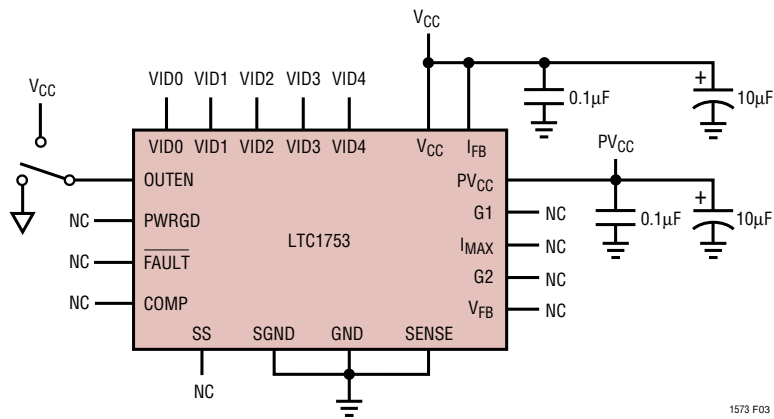 VCC
VCC
VID0 VID1 VID2 VID3 VID4
0.1µF
10µF
+
VID0 VID1 VID2 VID3 VID4 VCC IFB
PVCC
OUTEN
PVCC
+
NC PWRGD
G1 NC
0.1µF
10µF
LTC1753
IMAX NC
NC FAULT
G2 NC
NC COMP
VFB NC
SS SGND GND SENSE
NC
1573 F03